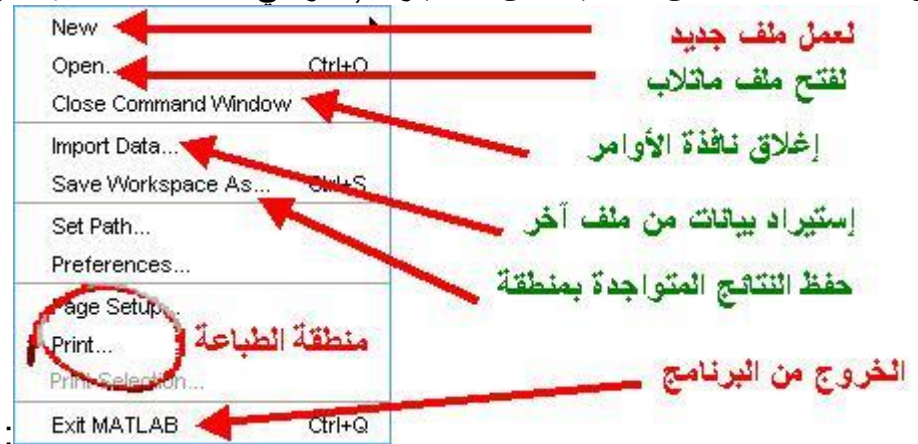 New لعمل ملف جديد
Open... Ctrl+O لفتح ملف ماتلاب
Close Command Window إغلاق نافذة الأوامر
Import Data... إستيراد بيانات من ملف آخر
Save Workspace As... Ctrl+S حفظ النتائج المتواجدة بمنطقة
Set Path...
Preferences...
Page Setup...
Print... منطقة الطباعة
Print Selection...
Exit MATLAB Ctrl+Q الخروج من البرنامج
: